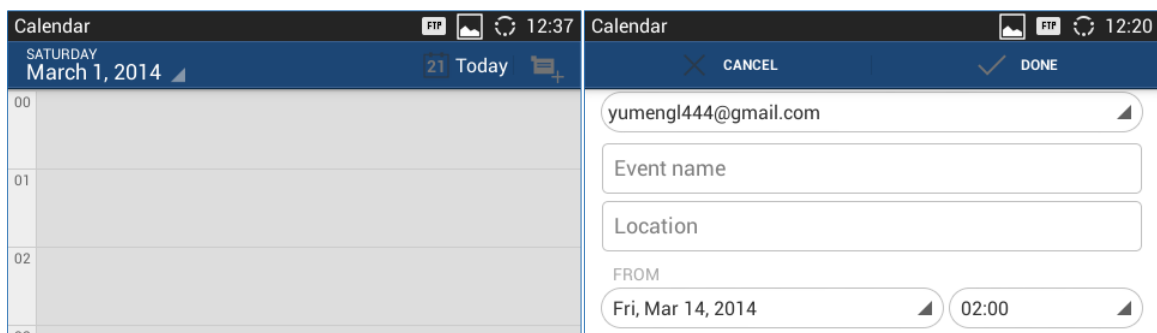 Calendar
FTP
12:37
SATURDAY
March 1, 2014
21 Today
00
01
02
Calendar
FTP
12:20
CANCEL
DONE
yumengl444@gmail.com
Event name
Location
FROM
Fri, Mar 14, 2014
02:00